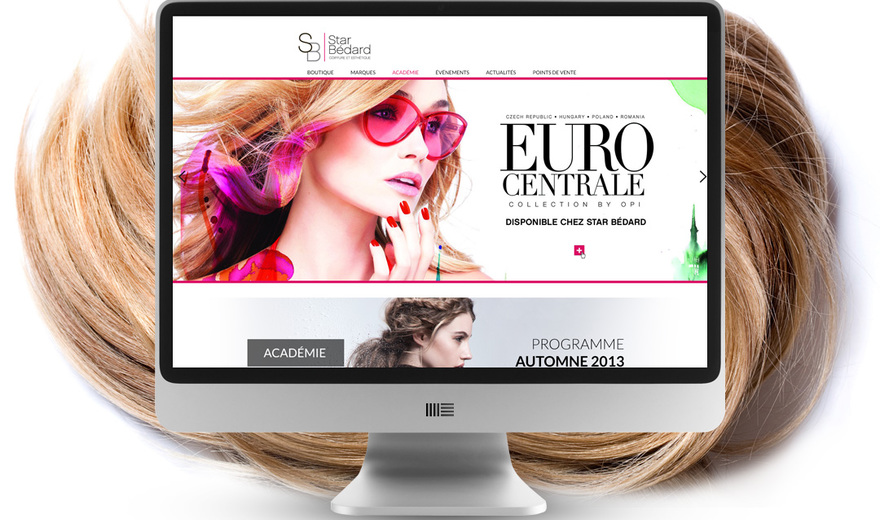 SB
Star
Bédard
COIFFURE ET ESTHÉTIQUE
BOUTIQUE MARQUES ACADÉMIE ÉVÉNEMENTS ACTUALITÉS POINTS DE VENTE
CZECH REPUBLIC • HUNGARY • POLAND • ROMANIA
EURO
CENTRALE
COLLECTION BY OPI
DISPONIBLE CHEZ STAR BÉDARD
ACADÉMIE
PROGRAMME
AUTOMNE 2013